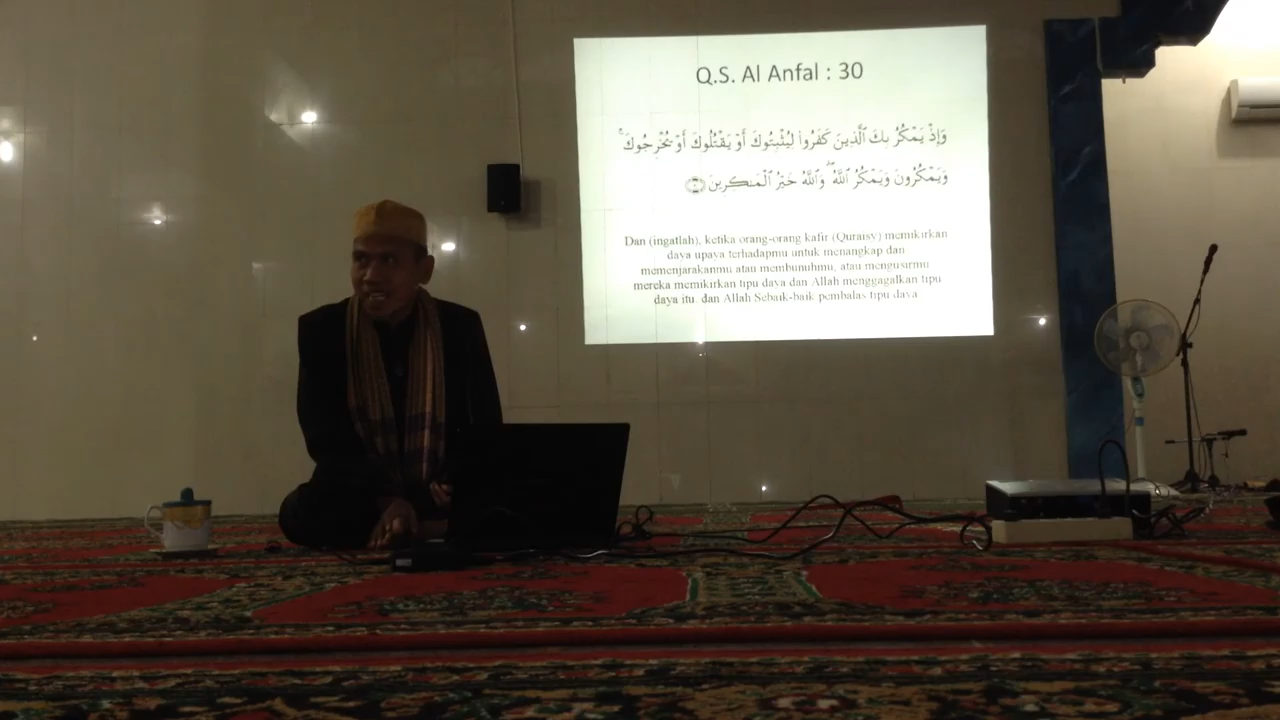 Q.S. Al Anfal : 30
وَإِذْ يَمْكُرُ بِكَ ٱلَّذِينَ كَفَرُوا۟ لِيُثْبِتُوكَ أَوْ يَقْتُلُوكَ أَوْ يُخْرِجُوكَ ۚ
وَيَمْكُرُونَ وَيَمْكُرُ ٱللَّهُ ۖ وَٱللَّهُ خَيْرُ ٱلْمَـٰكِرِينَ ۝٣٠
Dan (ingatlah), ketika orang-orang kafir (Quraisy) memikirkan
daya upaya terhadapmu untuk menangkap dan
memenjarakanmu atau membunuhmu, atau mengusirmu
mereka memikirkan tipu daya dan Allah menggagalkan tipu
daya itu. dan Allah Sebaik-baik pembalas tipu daya